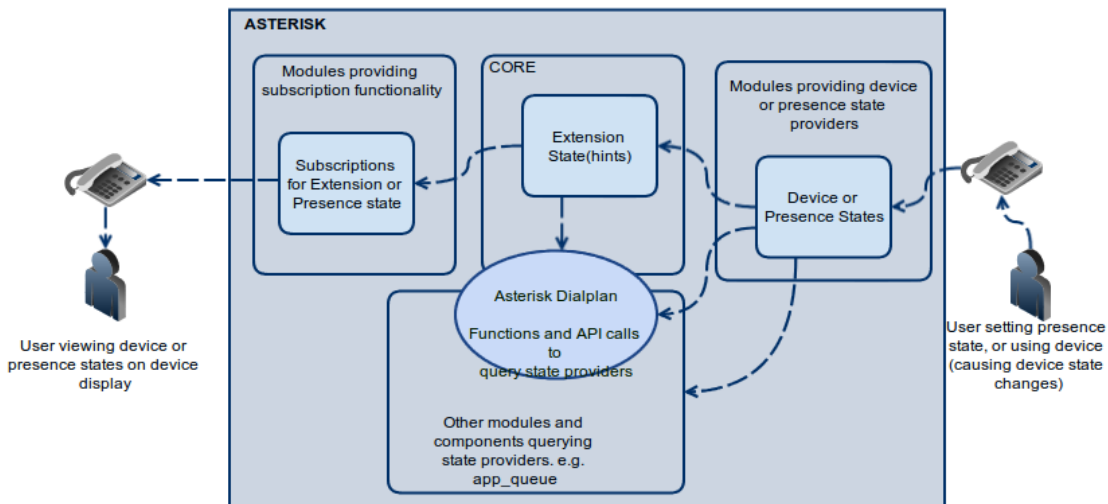 ASTERISK
Modules providing
subscription functionality
CORE
Modules providing device
or presence state
providers
Extension
State(hints)
Subscriptions
for Extension or
Presence state
Device or
Presence States
Asterisk Dialplan
Functions and API calls
to
query state providers
User viewing device or
presence states on device
display
User setting presence
state, or using device
(causing device state
changes)
Other modules and
components querying
state providers. e.g.
app_queue